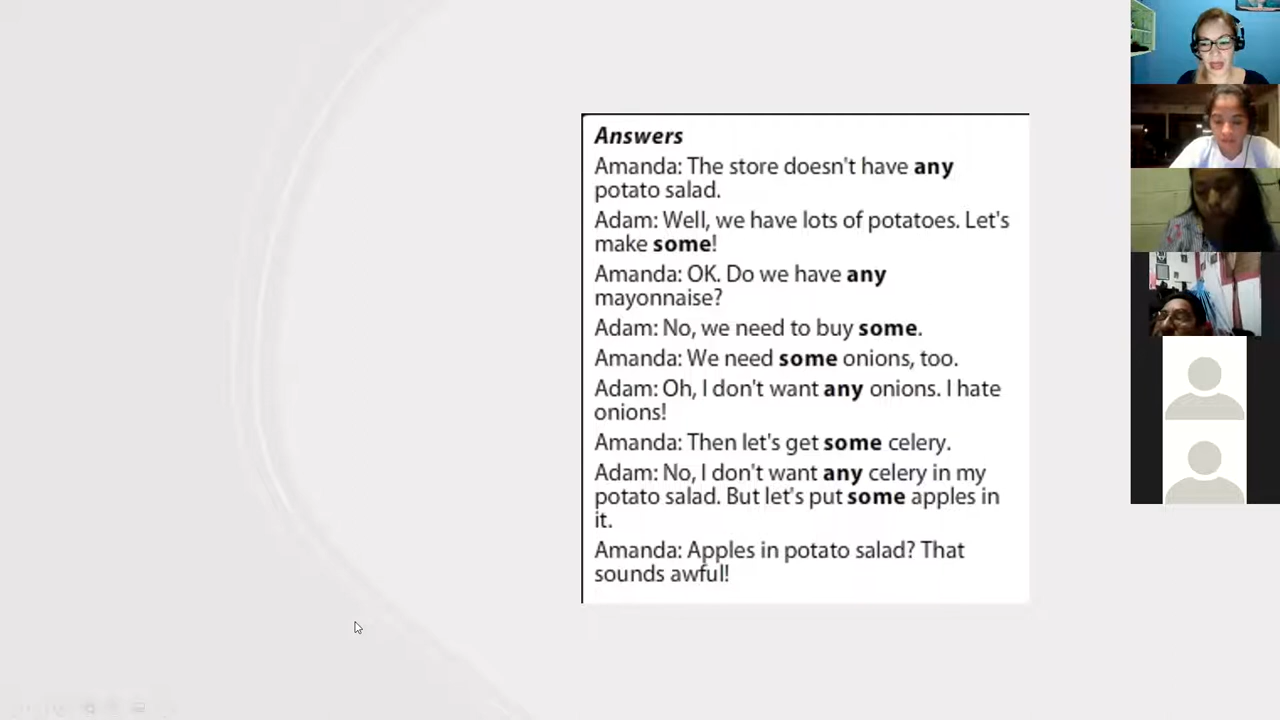 Answers
Amanda: The store doesn't have any
potato salad.
Adam: Well, we have lots of potatoes. Let's
make some!
Amanda: OK. Do we have any
mayonnaise?
Adam: No, we need to buy some.
Amanda: We need some onions, too.
Adam: Oh, I don't want any onions. I hate
onions!
Amanda: Then let's get some celery.
Adam: No, I don't want any celery in my
potato salad. But let's put some apples in
it.
Amanda: Apples in potato salad? That
sounds awful!